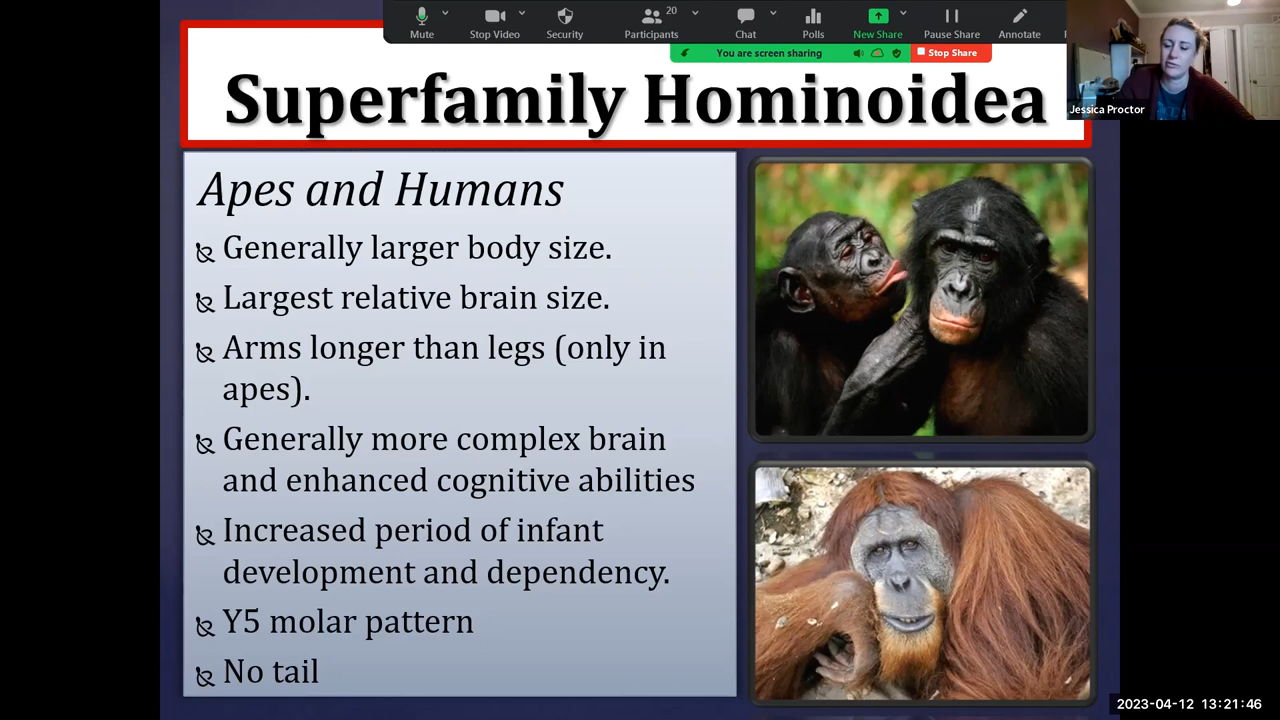 20
Mute
Stop Video
Security
Participants
Chat
Polls
New Share
Pause Share
Annotate
You are screen sharing
Stop Share
Jessica Proctor
Superfamily Hominoidea
Apes and Humans
Generally larger body size.
Largest relative brain size.
Arms longer than legs (only in
apes).
Generally more complex brain
and enhanced cognitive abilities
Increased period of infant
development and dependency.
Y5 molar pattern
No tail
2023-04-12 13:21:46